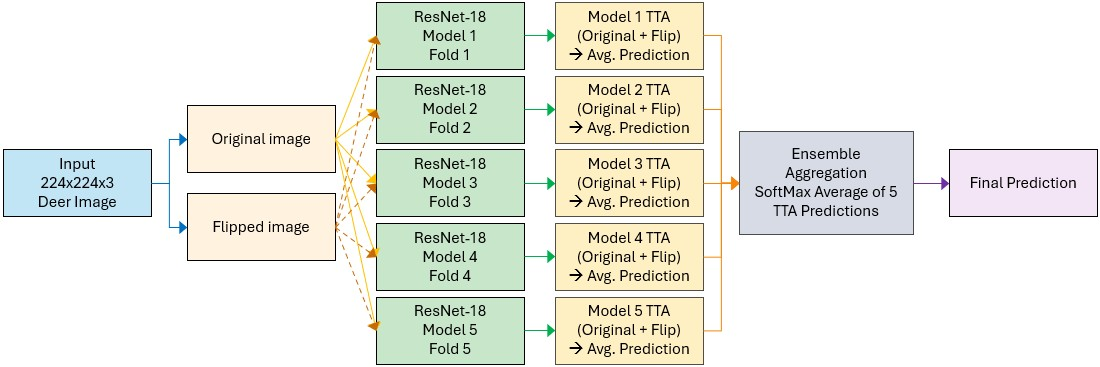 Input
224x224x3
Deer Image
Original image
Flipped image
ResNet-18
Model 1
Fold 1
ResNet-18
Model 2
Fold 2
ResNet-18
Model 3
Fold 3
ResNet-18
Model 4
Fold 4
ResNet-18
Model 5
Fold 5
Model 1 TTA
(Original + Flip)
→ Avg. Prediction
Model 2 TTA
(Original + Flip)
→ Avg. Prediction
Model 3 TTA
(Original + Flip)
→ Avg. Prediction
Model 4 TTA
(Original + Flip)
→ Avg. Prediction
Model 5 TTA
(Original + Flip)
→ Avg. Prediction
Ensemble
Aggregation
SoftMax Average of 5
TTA Predictions
Final Prediction